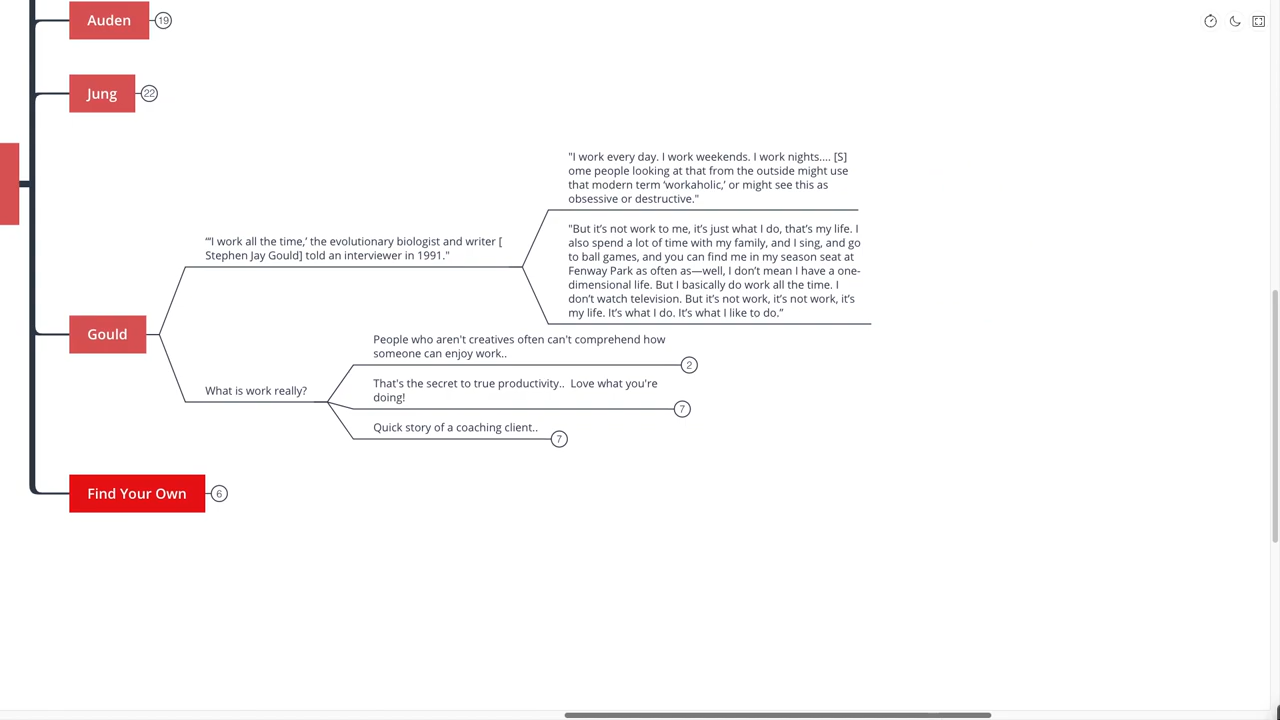 Auden
19
Jung
22
"I work every day. I work weekends. I work nights.... [S]
ome people looking at that from the outside might use
that modern term ‘workaholic,’ or might see this as
obsessive or destructive."
"But it’s not work to me, it’s just what I do, that’s my life. I
also spend a lot of time with my family, and I sing, and go
to ball games, and you can find me in my season seat at
Fenway Park as often as—well, I don’t mean I have a one-
dimensional life. But I basically do work all the time. I
don’t watch television. But it’s not work, it’s not work, it’s
my life. It’s what I do. It’s what I like to do.”
“‘I work all the time,’ the evolutionary biologist and writer [
Stephen Jay Gould] told an interviewer in 1991."
Gould
What is work really?
People who aren't creatives often can't comprehend how
someone can enjoy work..
2
That's the secret to true productivity..  Love what you're
doing!
7
Quick story of a coaching client..
7
Find Your Own
6